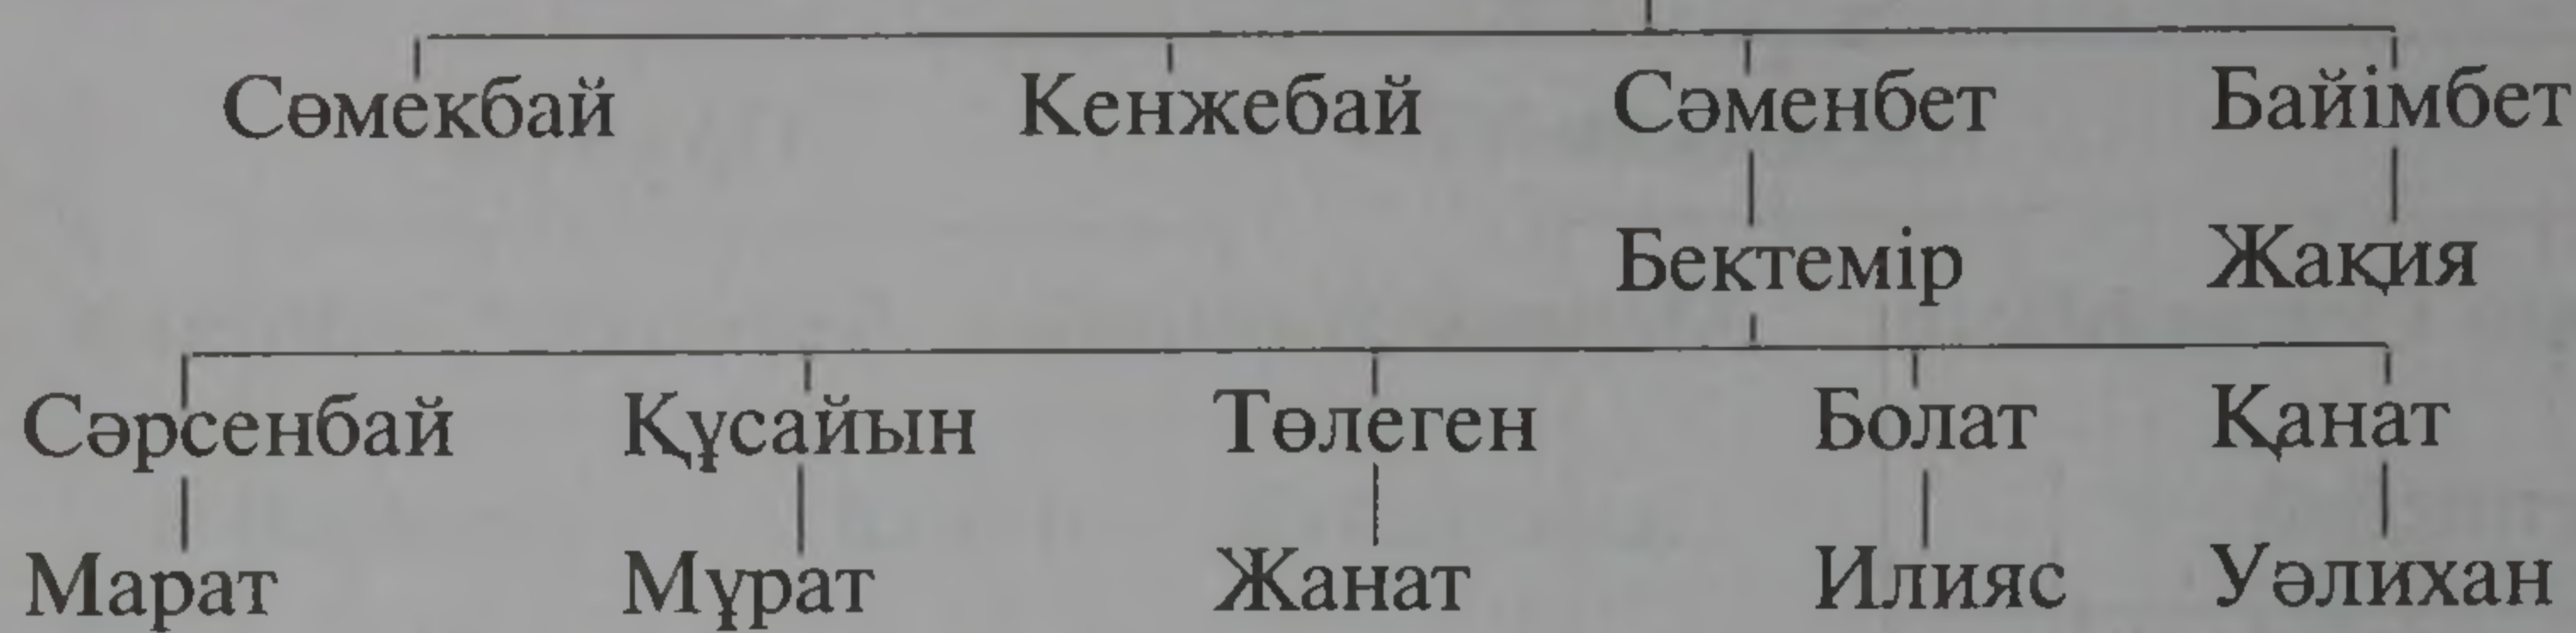 Сөмекбай Кенжебай Сәменбет Байімбет
Бектемір Жақия
Сәрсенбай Құсайын Төлеген Болат Қанат
Марат Мұрат Жанат Илияс Уәлихан